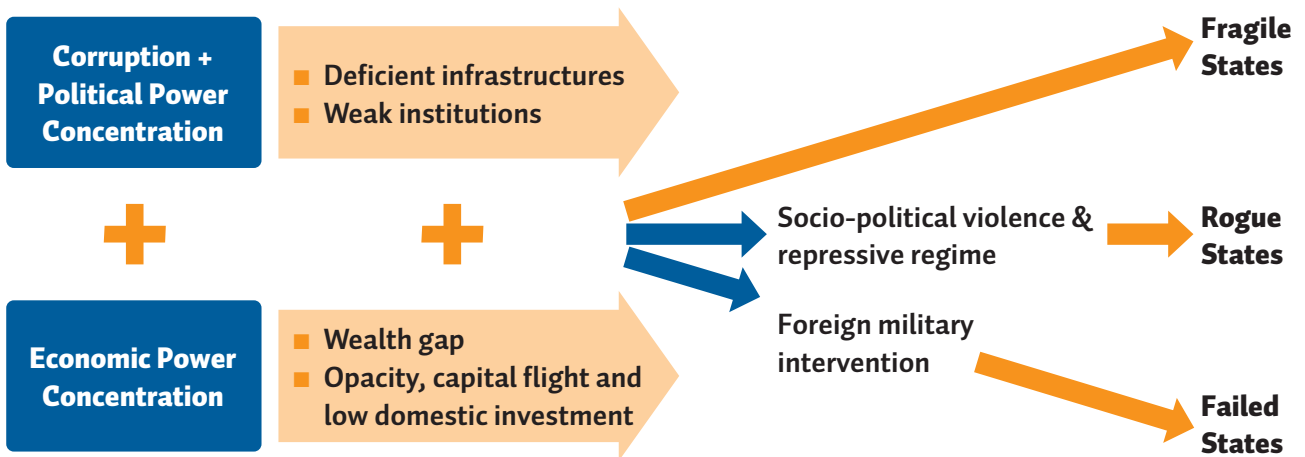 Corruption +
Political Power
Concentration
Deficient infrastructures
Weak institutions
Fragile
States
Socio-political violence &
repressive regime
Rogue
States
Economic Power
Concentration
Wealth gap
Opacity, capital flight and
low domestic investment
Foreign military
intervention
Failed
States